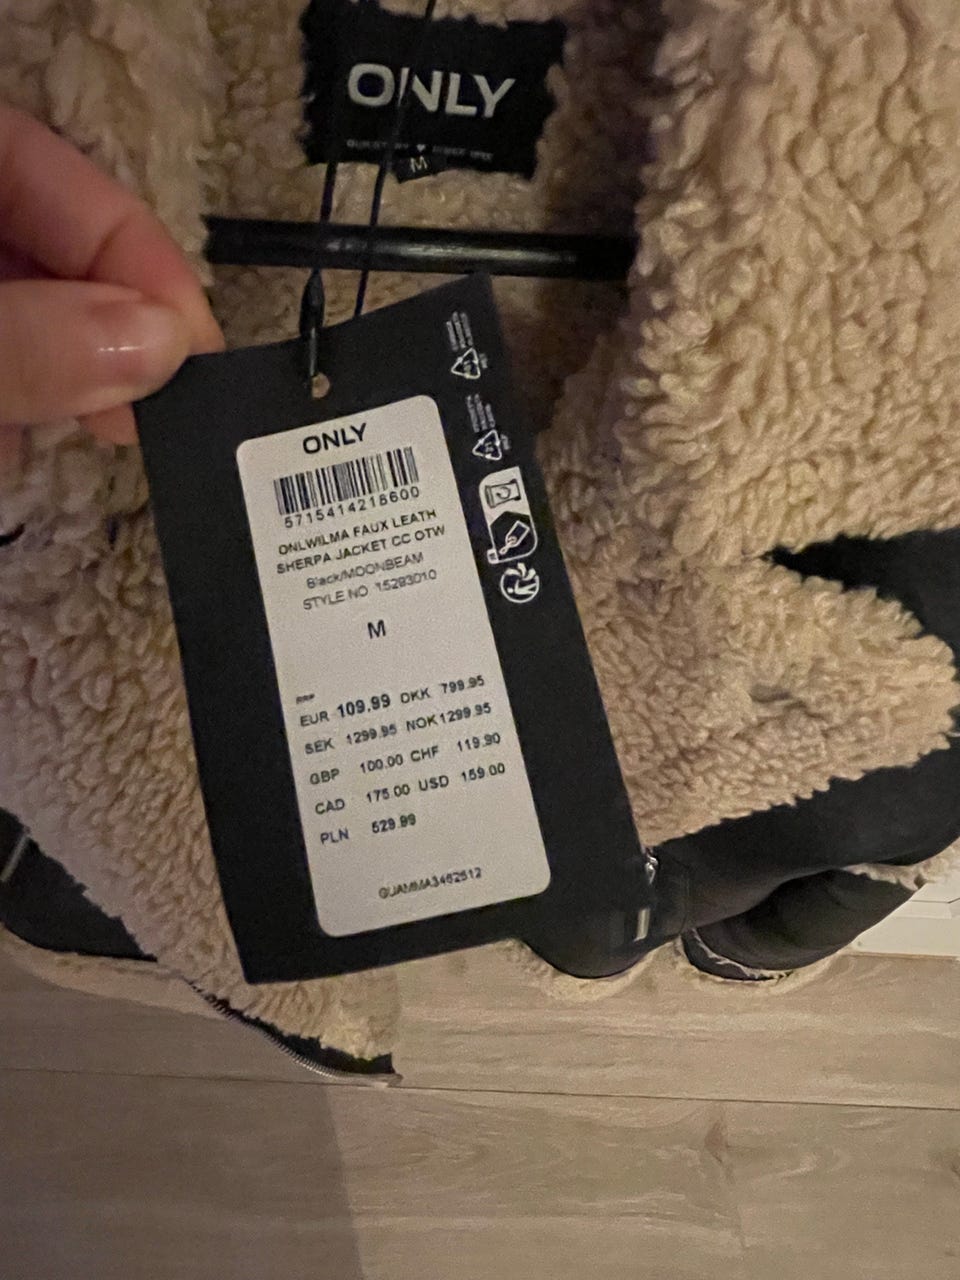 ONLY
M
ONLY
5715414218600
ONLWILMA FAUX LEATH
SHERPA JACKET CC OTW
Black/MOONBEAM
STYLE NO 15293010
M
RRP
EUR 109.99 DKK 799.95
SEK 1299.95 NOK 1299.95
GBP 100.00 CHF 119.90
CAD 175.00 USD 159.00
PLN 529.99